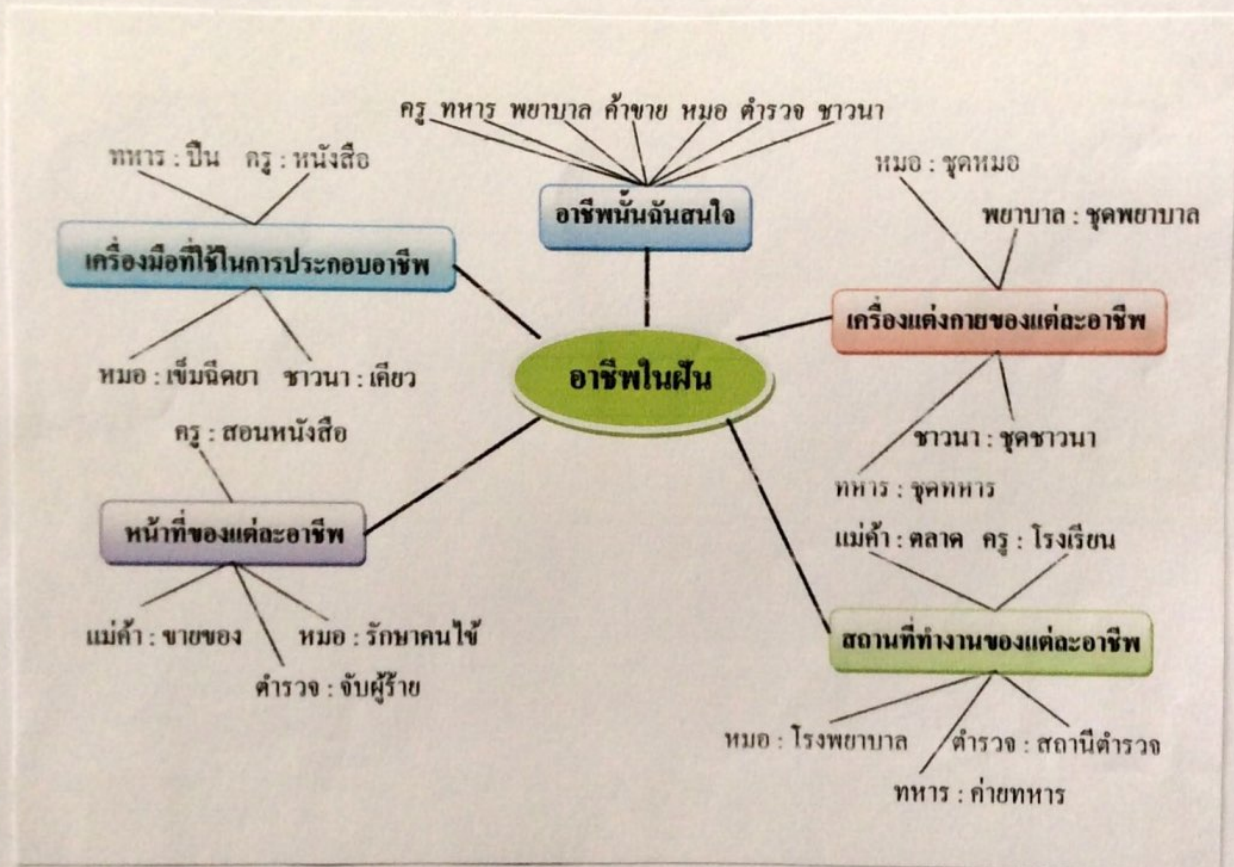 ครู ทหาร พยาบาล ค้าขาย หมอ ตำรวจ ชาวนา
อาชีพนั้นฉันสนใจ
ทหาร : ปืน ครู : หนังสือ
เครื่องมือที่ใช้ในการประกอบอาชีพ
หมอ : เข็มฉีดยา ชาวนา : เคียว
หมอ : ชุดหมอ
พยาบาล : ชุดพยาบาล
เครื่องแต่งกายของแต่ละอาชีพ
ชาวนา : ชุดชาวนา
ทหาร : ชุดทหาร
อาชีพในฝัน
ครู : สอนหนังสือ
หน้าที่ของแต่ละอาชีพ
แม่ค้า : ขายของ หมอ : รักษาคนไข้
ตำรวจ : จับผู้ร้าย
แม่ค้า : ตลาด ครู : โรงเรียน
สถานที่ทำงานของแต่ละอาชีพ
หมอ : โรงพยาบาล ตำรวจ : สถานีตำรวจ
ทหาร : ค่ายทหาร